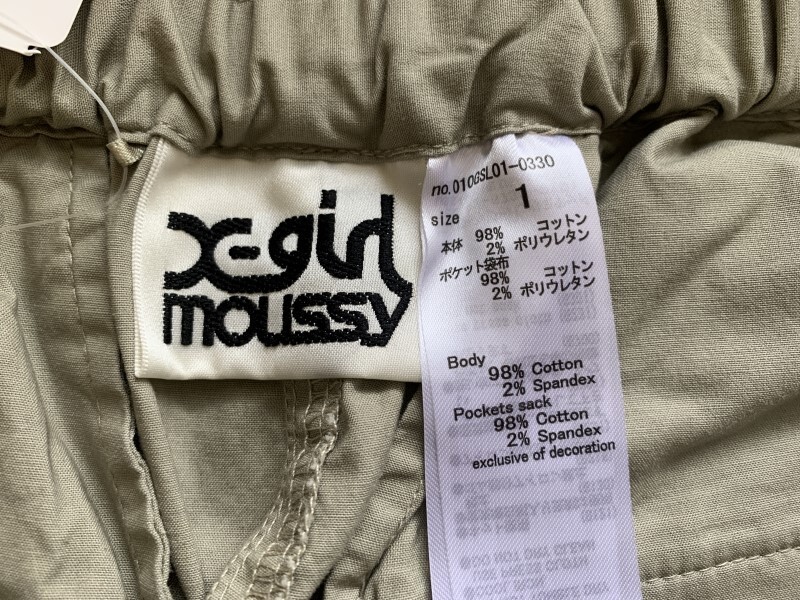 X-girl
moussy
no.010GSL01-0330
size 1
本体 98% コットン
2% ポリウレタン
ポケット袋布
98% コットン
2% ポリウレタン
Body
98% Cotton
2% Spandex
Pockets sack
98% Cotton
2% Spandex
exclusive of decoration